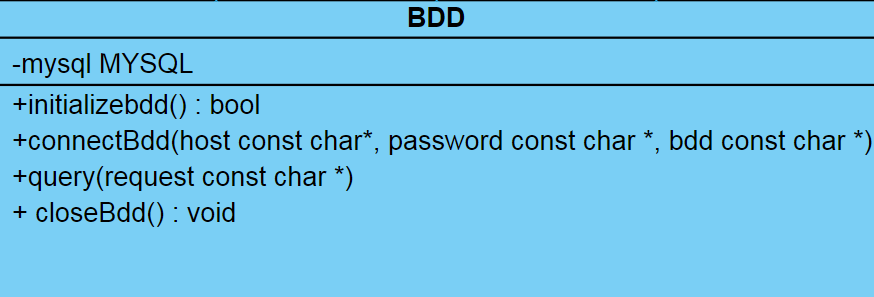 BDD
-mysql MYSQL
+initializebdd() : bool
+connectBdd(host const char*, password const char *, bdd const char *)
+query(request const char *)
+ closeBdd() : void